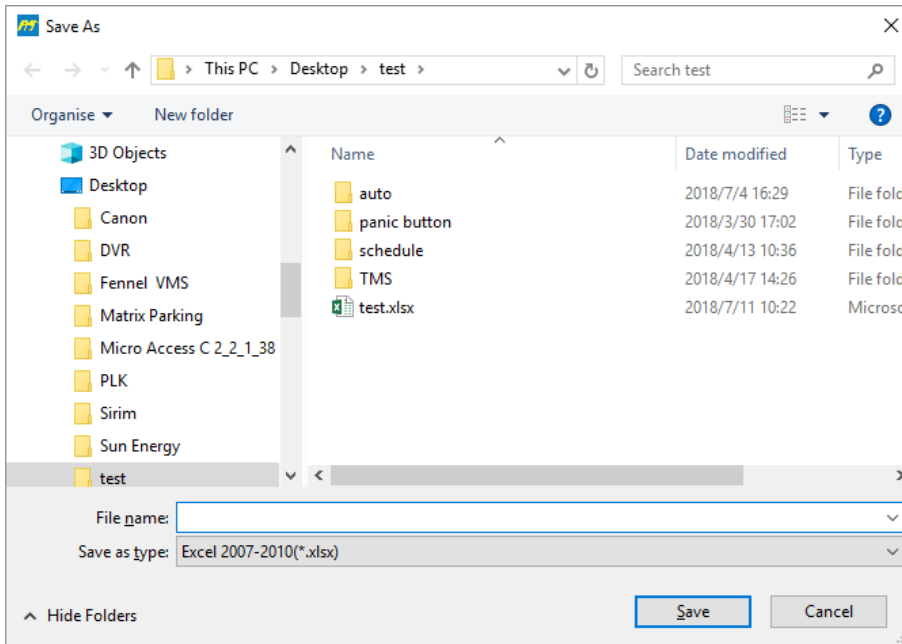 Save As
This PC > Desktop > test >
Search test
Organise
New folder
3D Objects
Desktop
Canon
DVR
Fennel VMS
Matrix Parking
Micro Access C 2_2_1_38
PLK
Sirim
Sun Energy
test
Name Date modified Type
auto 2018/7/4 16:29 File fold
panic button 2018/3/30 17:02 File fold
schedule 2018/4/13 10:36 File fold
TMS 2018/4/17 14:26 File fold
test.xlsx 2018/7/11 10:22 Microso
File name:
Save as type: Excel 2007-2010(*.xlsx)
Hide Folders
Save Cancel